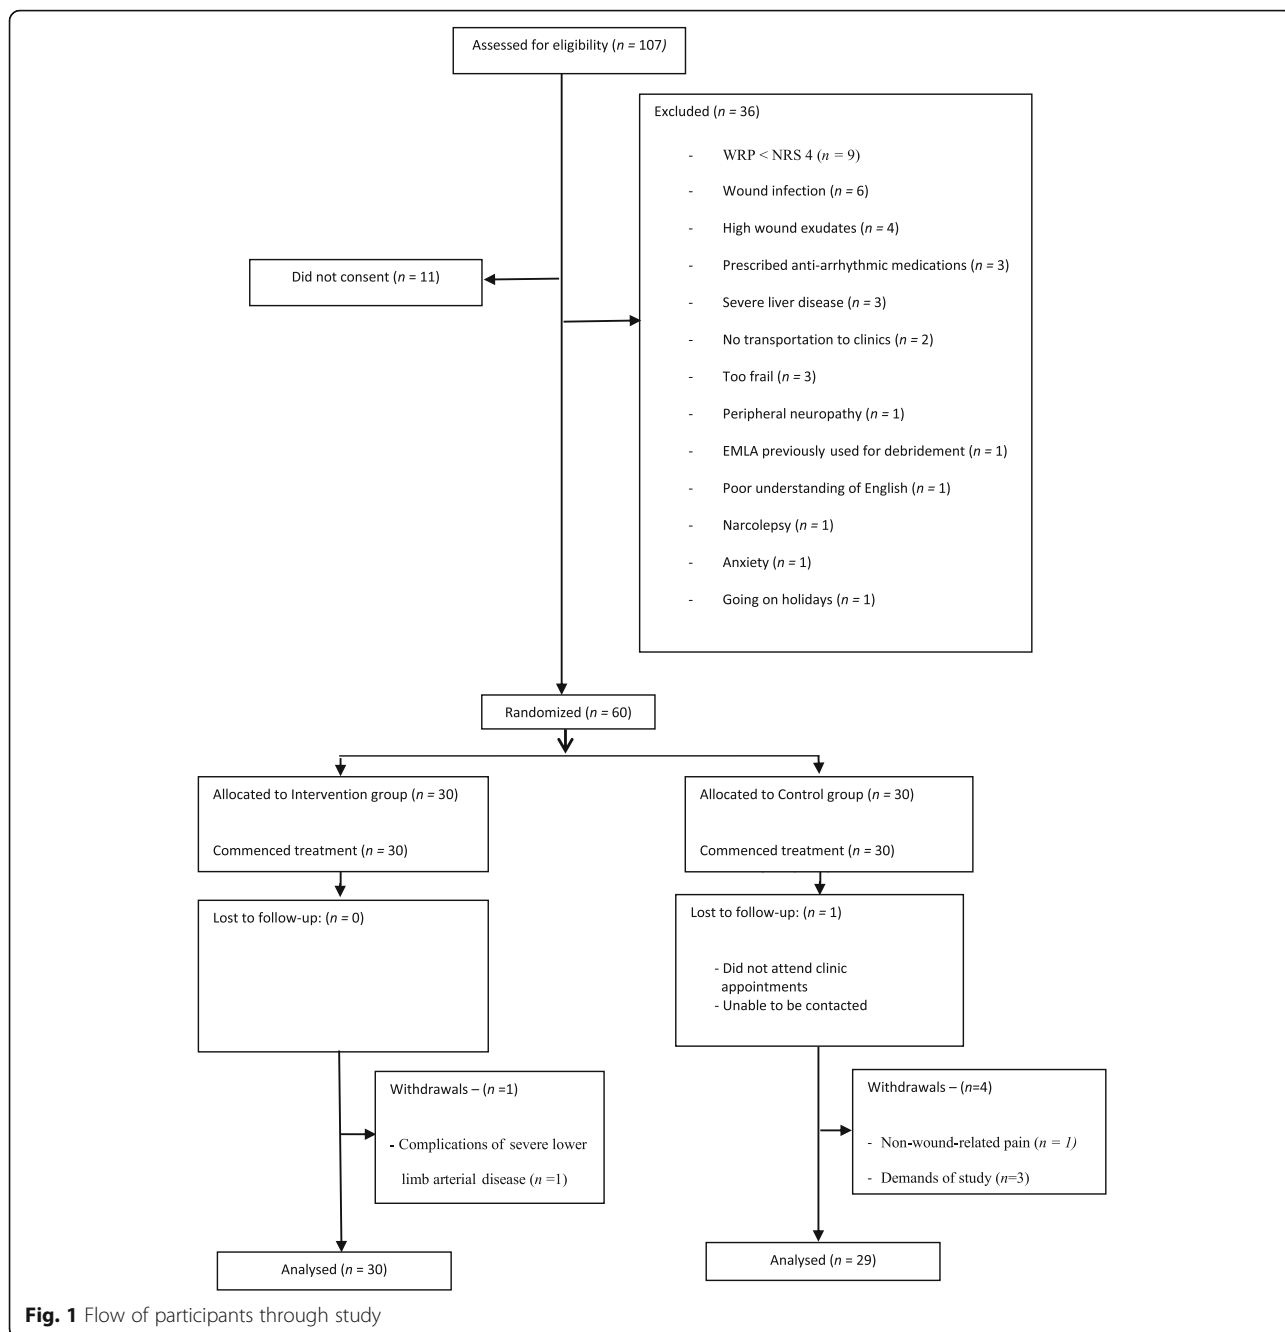 Assessed for eligibility (n = 107)
Excluded (n = 36)
- WRP < NRS 4 (n = 9)
- Wound infection (n = 6)
- High wound exudates (n = 4)
- Prescribed anti-arrhythmic medications (n = 3)
- Severe liver disease (n = 3)
- No transportation to clinics (n = 2)
- Too frail (n = 3)
- Peripheral neuropathy (n = 1)
- EMLA previously used for debridement (n = 1)
- Poor understanding of English (n = 1)
- Narcolepsy (n = 1)
- Anxiety (n = 1)
- Going on holidays (n = 1)
Did not consent (n = 11)
Randomized (n = 60)
Allocated to Intervention group (n = 30)
Commenced treatment (n = 30)
Allocated to Control group (n = 30)
Commenced treatment (n = 30)
Lost to follow-up: (n = 0)
Lost to follow-up: (n = 1)
- Did not attend clinic
appointments
- Unable to be contacted
Withdrawals – (n =1)
- Complications of severe lower
limb arterial disease (n =1)
Withdrawals – (n=4)
- Non-wound-related pain (n = 1)
- Demands of study (n=3)
Analysed (n = 30)
Analysed (n = 29)
Fig. 1 Flow of participants through study